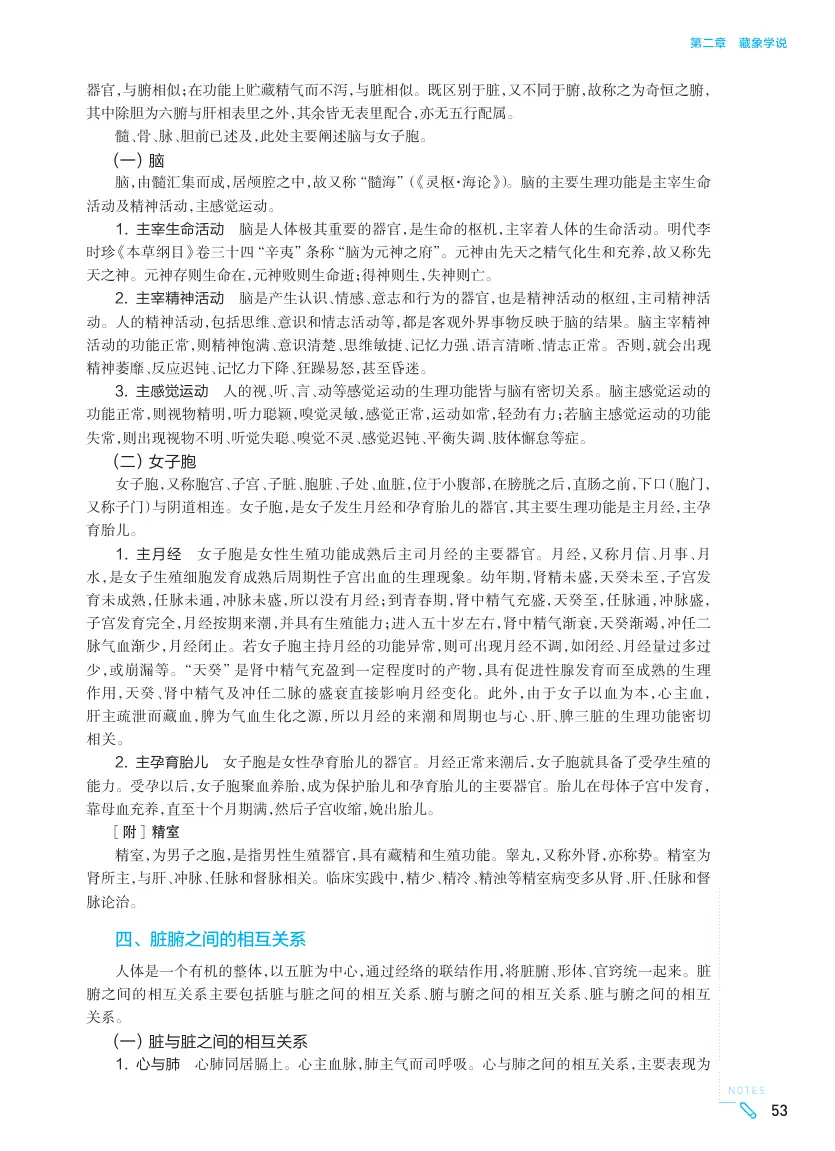 第二章 藏象学说
器官，与腑相似；在功能上贮藏精气而不泻，与脏相似。既区别于脏，又不同于腑，故称之为奇恒之腑，
其中除胆为六腑与肝相表里之外，其余皆无表里配合，亦无五行配属。
髓、骨、脉、胆前已述及，此处主要阐述脑与女子胞。
（一）脑
脑，由髓汇集而成，居颅腔之中，故又称“髓海”（《灵枢·海论》）。脑的主要生理功能是主宰生命
活动及精神活动，主感觉运动。
1. 主宰生命活动 脑是人体极其重要的器官，是生命的枢机，主宰着人体的生命活动。明代李
时珍《本草纲目》卷三十四“辛夷”条称“脑为元神之府”。元神由先天之精气化生和充养，故又称先
天之神。元神存则生命在，元神败则生命逝；得神则生，失神则亡。
2. 主宰精神活动 脑是产生认识、情感、意志和行为的器官，也是精神活动的枢纽，主司精神活
动。人的精神活动，包括思维、意识和情志活动等，都是客观外界事物反映于脑的结果。脑主宰精神
活动的功能正常，则精神饱满、意识清楚、思维敏捷、记忆力强、语言清晰、情志正常。否则，就会出现
精神萎靡、反应迟钝、记忆力下降、狂躁易怒，甚至昏迷。
3. 主感觉运动 人的视、听、言、动等感觉运动的生理功能皆与脑有密切关系。脑主感觉运动的
功能正常，则视物精明，听力聪颖，嗅觉灵敏，感觉正常，运动如常，轻劲有力；若脑主感觉运动的功能
失常，则出现视物不明、听觉失聪、嗅觉不灵、感觉迟钝、平衡失调、肢体懈怠等症。
（二）女子胞
女子胞，又称胞宫、子宫、子脏、胞脏、子处、血脏，位于小腹部，在膀胱之后，直肠之前，下口（胞门，
又称子门）与阴道相连。女子胞，是女子发生月经和孕育胎儿的器官，其主要生理功能是主月经，主孕
育胎儿。
1. 主月经 女子胞是女性生殖功能成熟后主司月经的主要器官。月经，又称月信、月事、月
水，是女子生殖细胞发育成熟后周期性子宫出血的生理现象。幼年期，肾精未盛，天癸未至，子宫发
育未成熟，任脉未通，冲脉未盛，所以没有月经；到青春期，肾中精气充盛，天癸至，任脉通，冲脉盛，
子宫发育完全，月经按期来潮，并具有生殖能力；进入五十岁左右，肾中精气渐衰，天癸渐竭，冲任二
脉气血渐少，月经闭止。若女子胞主持月经的功能异常，则可出现月经不调，如闭经、月经量过多过
少，或崩漏等。“天癸”是肾中精气充盈到一定程度时的产物，具有促进性腺发育而至成熟的生理
作用，天癸、肾中精气及冲任二脉的盛衰直接影响月经变化。此外，由于女子以血为本，心主血，
肝主疏泄而藏血，脾为气血生化之源，所以月经的来潮和周期也与心、肝、脾三脏的生理功能密切
相关。
2. 主孕育胎儿 女子胞是女性孕育胎儿的器官。月经正常来潮后，女子胞就具备了受孕生殖的
能力。受孕以后，女子胞聚血养胎，成为保护胎儿和孕育胎儿的主要器官。胎儿在母体子宫中发育，
靠母血充养，直至十个月期满，然后子宫收缩，娩出胎儿。
［附］精室
精室，为男子之胞，是指男性生殖器官，具有藏精和生殖功能。睾丸，又称外肾，亦称势。精室为
肾所主，与肝、冲脉、任脉和督脉相关。临床实践中，精少、精冷、精浊等精室病变多从肾、肝、任脉和督
脉论治。
四、脏腑之间的相互关系
人体是一个有机的整体，以五脏为中心，通过经络的联结作用，将脏腑、形体、官窍统一起来。脏
腑之间的相互关系主要包括脏与脏之间的相互关系、腑与腑之间的相互关系、脏与腑之间的相互
关系。
（一）脏与脏之间的相互关系
1. 心与肺 心肺同居膈上。心主血脉，肺主气而司呼吸。心与肺之间的相互关系，主要表现为
NOTES
53